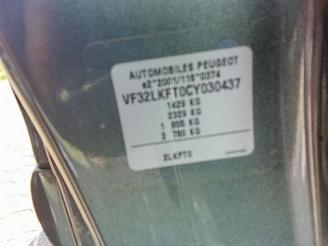 AUTOMOBILES PEUGEOT
e2*2001/116*0374
VF32LKFT0CY030437
1429 KG
2329 KG
1 800 KG
2 780 KG
2LKFT0